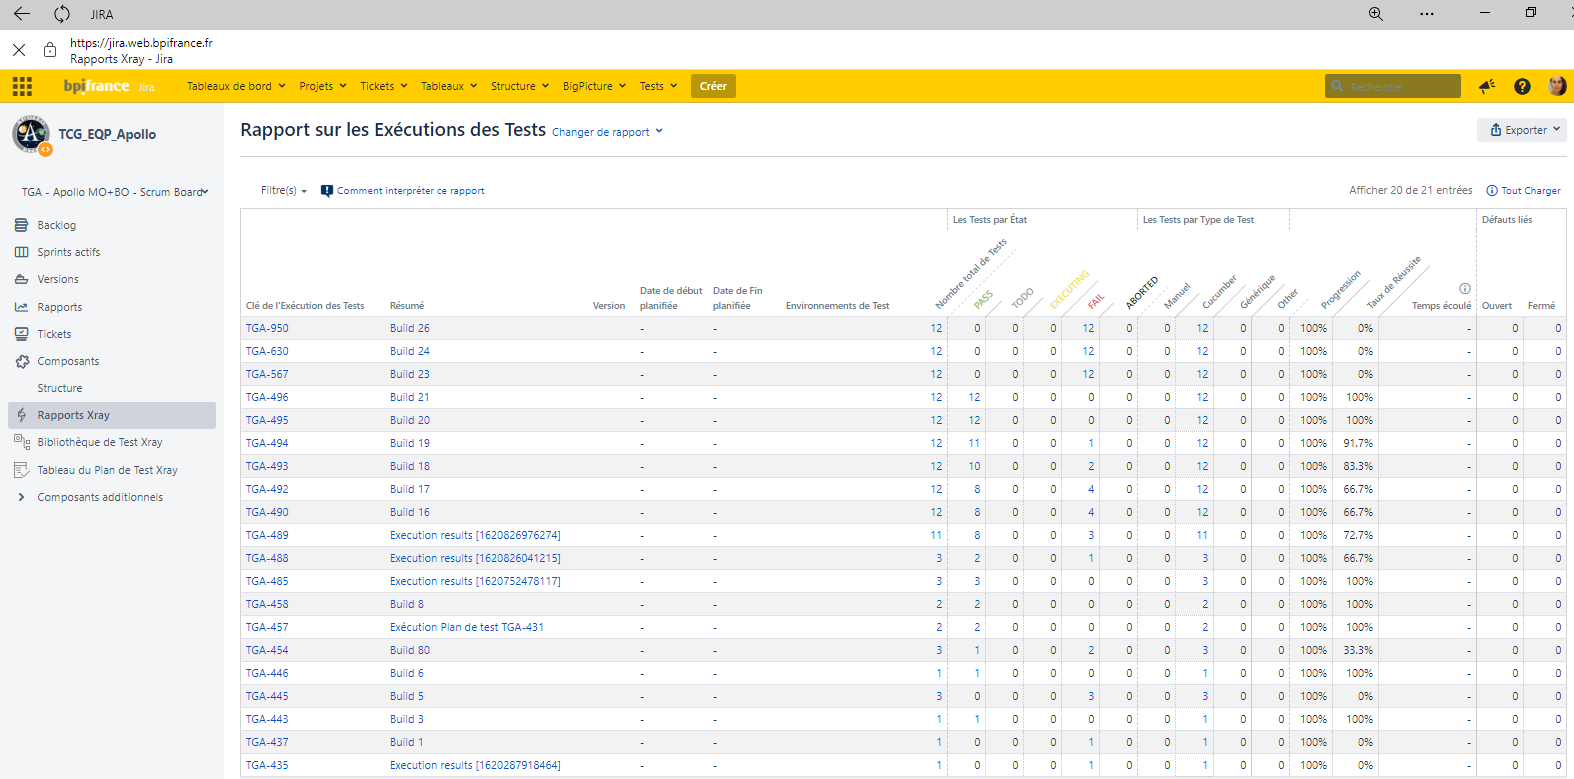 JIRA
https://jira.web.bpifrance.fr
Rapports Xray - Jira
bpifrance Jira Tableaux de bord Projets Tickets Tableaux Structure BigPicture Tests Créer Recherche
TCG_EQP_Apollo
TGA - Apollo MO+BO - Scrum Board
Backlog
Sprints actifs
Versions
Rapports
Tickets
Composants
Structure
Rapports Xray
Bibliothèque de Test Xray
Tableau du Plan de Test Xray
Composants additionnels
Rapport sur les Exécutions des Tests Changer de rapport Exporter
Filtre(s) Comment interpréter ce rapport Afficher 20 de 21 entrées Tout Charger
Les Tests par État Les Tests par Type de Test Défauts liés
Clé de l'Exécution des Tests Résumé Version Date de début planifiée Date de Fin planifiée Environnements de Test Nombre total de Tests PASS TODO EXECUTING FAIL ABORTED Manuel Cucumber Générique Other Progression Taux de Réussite Temps écoulé Ouvert Fermé
TGA-950 Build 26 - - 12 0 0 0 12 0 0 12 0 0 100% 0% - 0 0
TGA-630 Build 24 - - 12 0 0 0 12 0 0 12 0 0 100% 0% - 0 0
TGA-567 Build 23 - - 12 0 0 0 12 0 0 12 0 0 100% 0% - 0 0
TGA-496 Build 21 - - 12 12 0 0 0 0 0 12 0 0 100% 100% - 0 0
TGA-495 Build 20 - - 12 12 0 0 0 0 0 12 0 0 100% 100% - 0 0
TGA-494 Build 19 - - 12 11 0 0 1 0 0 12 0 0 100% 91.7% - 0 0
TGA-493 Build 18 - - 12 10 0 0 2 0 0 12 0 0 100% 83.3% - 0 0
TGA-492 Build 17 - - 12 8 0 0 4 0 0 12 0 0 100% 66.7% - 0 0
TGA-490 Build 16 - - 12 8 0 0 4 0 0 12 0 0 100% 66.7% - 0 0
TGA-489 Execution results [1620826976274] - - 11 8 0 0 3 0 0 11 0 0 100% 72.7% - 0 0
TGA-488 Execution results [1620826041215] - - 3 2 0 0 1 0 0 3 0 0 100% 66.7% - 0 0
TGA-485 Execution results [1620752478117] - - 3 3 0 0 0 0 0 3 0 0 100% 100% - 0 0
TGA-458 Build 8 - - 2 2 0 0 0 0 0 2 0 0 100% 100% - 0 0
TGA-457 Exécution Plan de test TGA-431 - - 2 2 0 0 0 0 0 2 0 0 100% 100% - 0 0
TGA-454 Build 80 - - 3 1 0 0 2 0 0 3 0 0 100% 33.3% - 0 0
TGA-446 Build 6 - - 1 1 0 0 0 0 0 1 0 0 100% 100% - 0 0
TGA-445 Build 5 - - 3 0 0 0 3 0 0 3 0 0 100% 0% - 0 0
TGA-443 Build 3 - - 1 1 0 0 0 0 0 1 0 0 100% 100% - 0 0
TGA-437 Build 1 - - 1 0 0 0 1 0 0 1 0 0 100% 0% - 0 0
TGA-435 Execution results [1620287918464] - - 1 0 0 0 1 0 0 1 0 0 100% 0% - 0 0